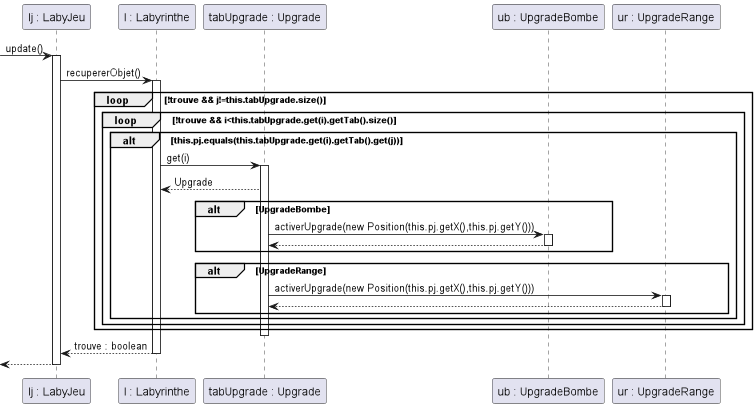 lj : LabyJeu
l : Labyrinthe
tabUpgrade : Upgrade
ub : UpgradeBombe
ur : UpgradeRange
update()
recupererObjet()
loop [!trouve && j!=this.tabUpgrade.size()]
loop [!trouve && i<this.tabUpgrade.get(i).getTab().size()]
alt [this.pj.equals(this.tabUpgrade.get(i).getTab().get(j))]
get(i)
Upgrade
alt [UpgradeBombe]
activerUpgrade(new Position(this.pj.getX(),this.pj.getY()))
alt [UpgradeRange]
activerUpgrade(new Position(this.pj.getX(),this.pj.getY()))
trouve : boolean
lj : LabyJeu
l : Labyrinthe
tabUpgrade : Upgrade
ub : UpgradeBombe
ur : UpgradeRange